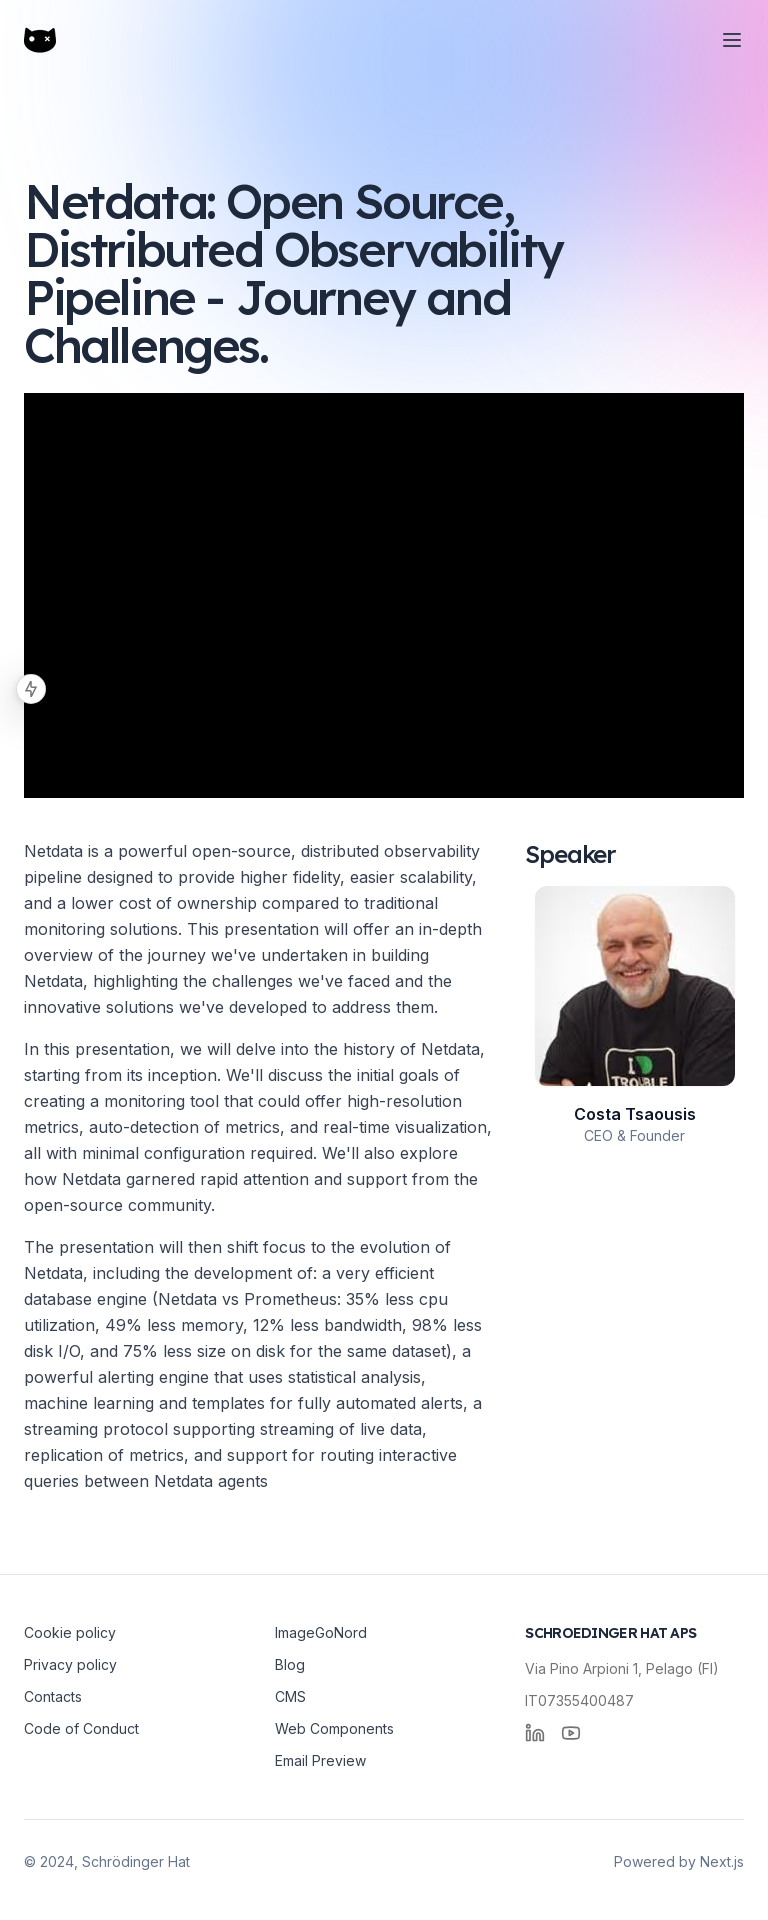 Netdata: Open Source,
Distributed Observability
Pipeline - Journey and
Challenges.
Netdata is a powerful open-source, distributed observability
pipeline designed to provide higher fidelity, easier scalability,
and a lower cost of ownership compared to traditional
monitoring solutions. This presentation will offer an in-depth
overview of the journey we've undertaken in building
Netdata, highlighting the challenges we've faced and the
innovative solutions we've developed to address them.
In this presentation, we will delve into the history of Netdata,
starting from its inception. We'll discuss the initial goals of
creating a monitoring tool that could offer high-resolution
metrics, auto-detection of metrics, and real-time visualization,
all with minimal configuration required. We'll also explore
how Netdata garnered rapid attention and support from the
open-source community.
The presentation will then shift focus to the evolution of
Netdata, including the development of: a very efficient
database engine (Netdata vs Prometheus: 35% less cpu
utilization, 49% less memory, 12% less bandwidth, 98% less
disk I/O, and 75% less size on disk for the same dataset), a
powerful alerting engine that uses statistical analysis,
machine learning and templates for fully automated alerts, a
streaming protocol supporting streaming of live data,
replication of metrics, and support for routing interactive
queries between Netdata agents
Speaker
I
TROUBLE
Costa Tsaousis
CEO & Founder
Cookie policy
Privacy policy
Contacts
Code of Conduct
ImageGoNord
Blog
CMS
Web Components
Email Preview
SCHROEDINGER HAT APS
Via Pino Arpioni 1, Pelago (FI)
IT07355400487
© 2024, Schrödinger Hat
Powered by Next.js